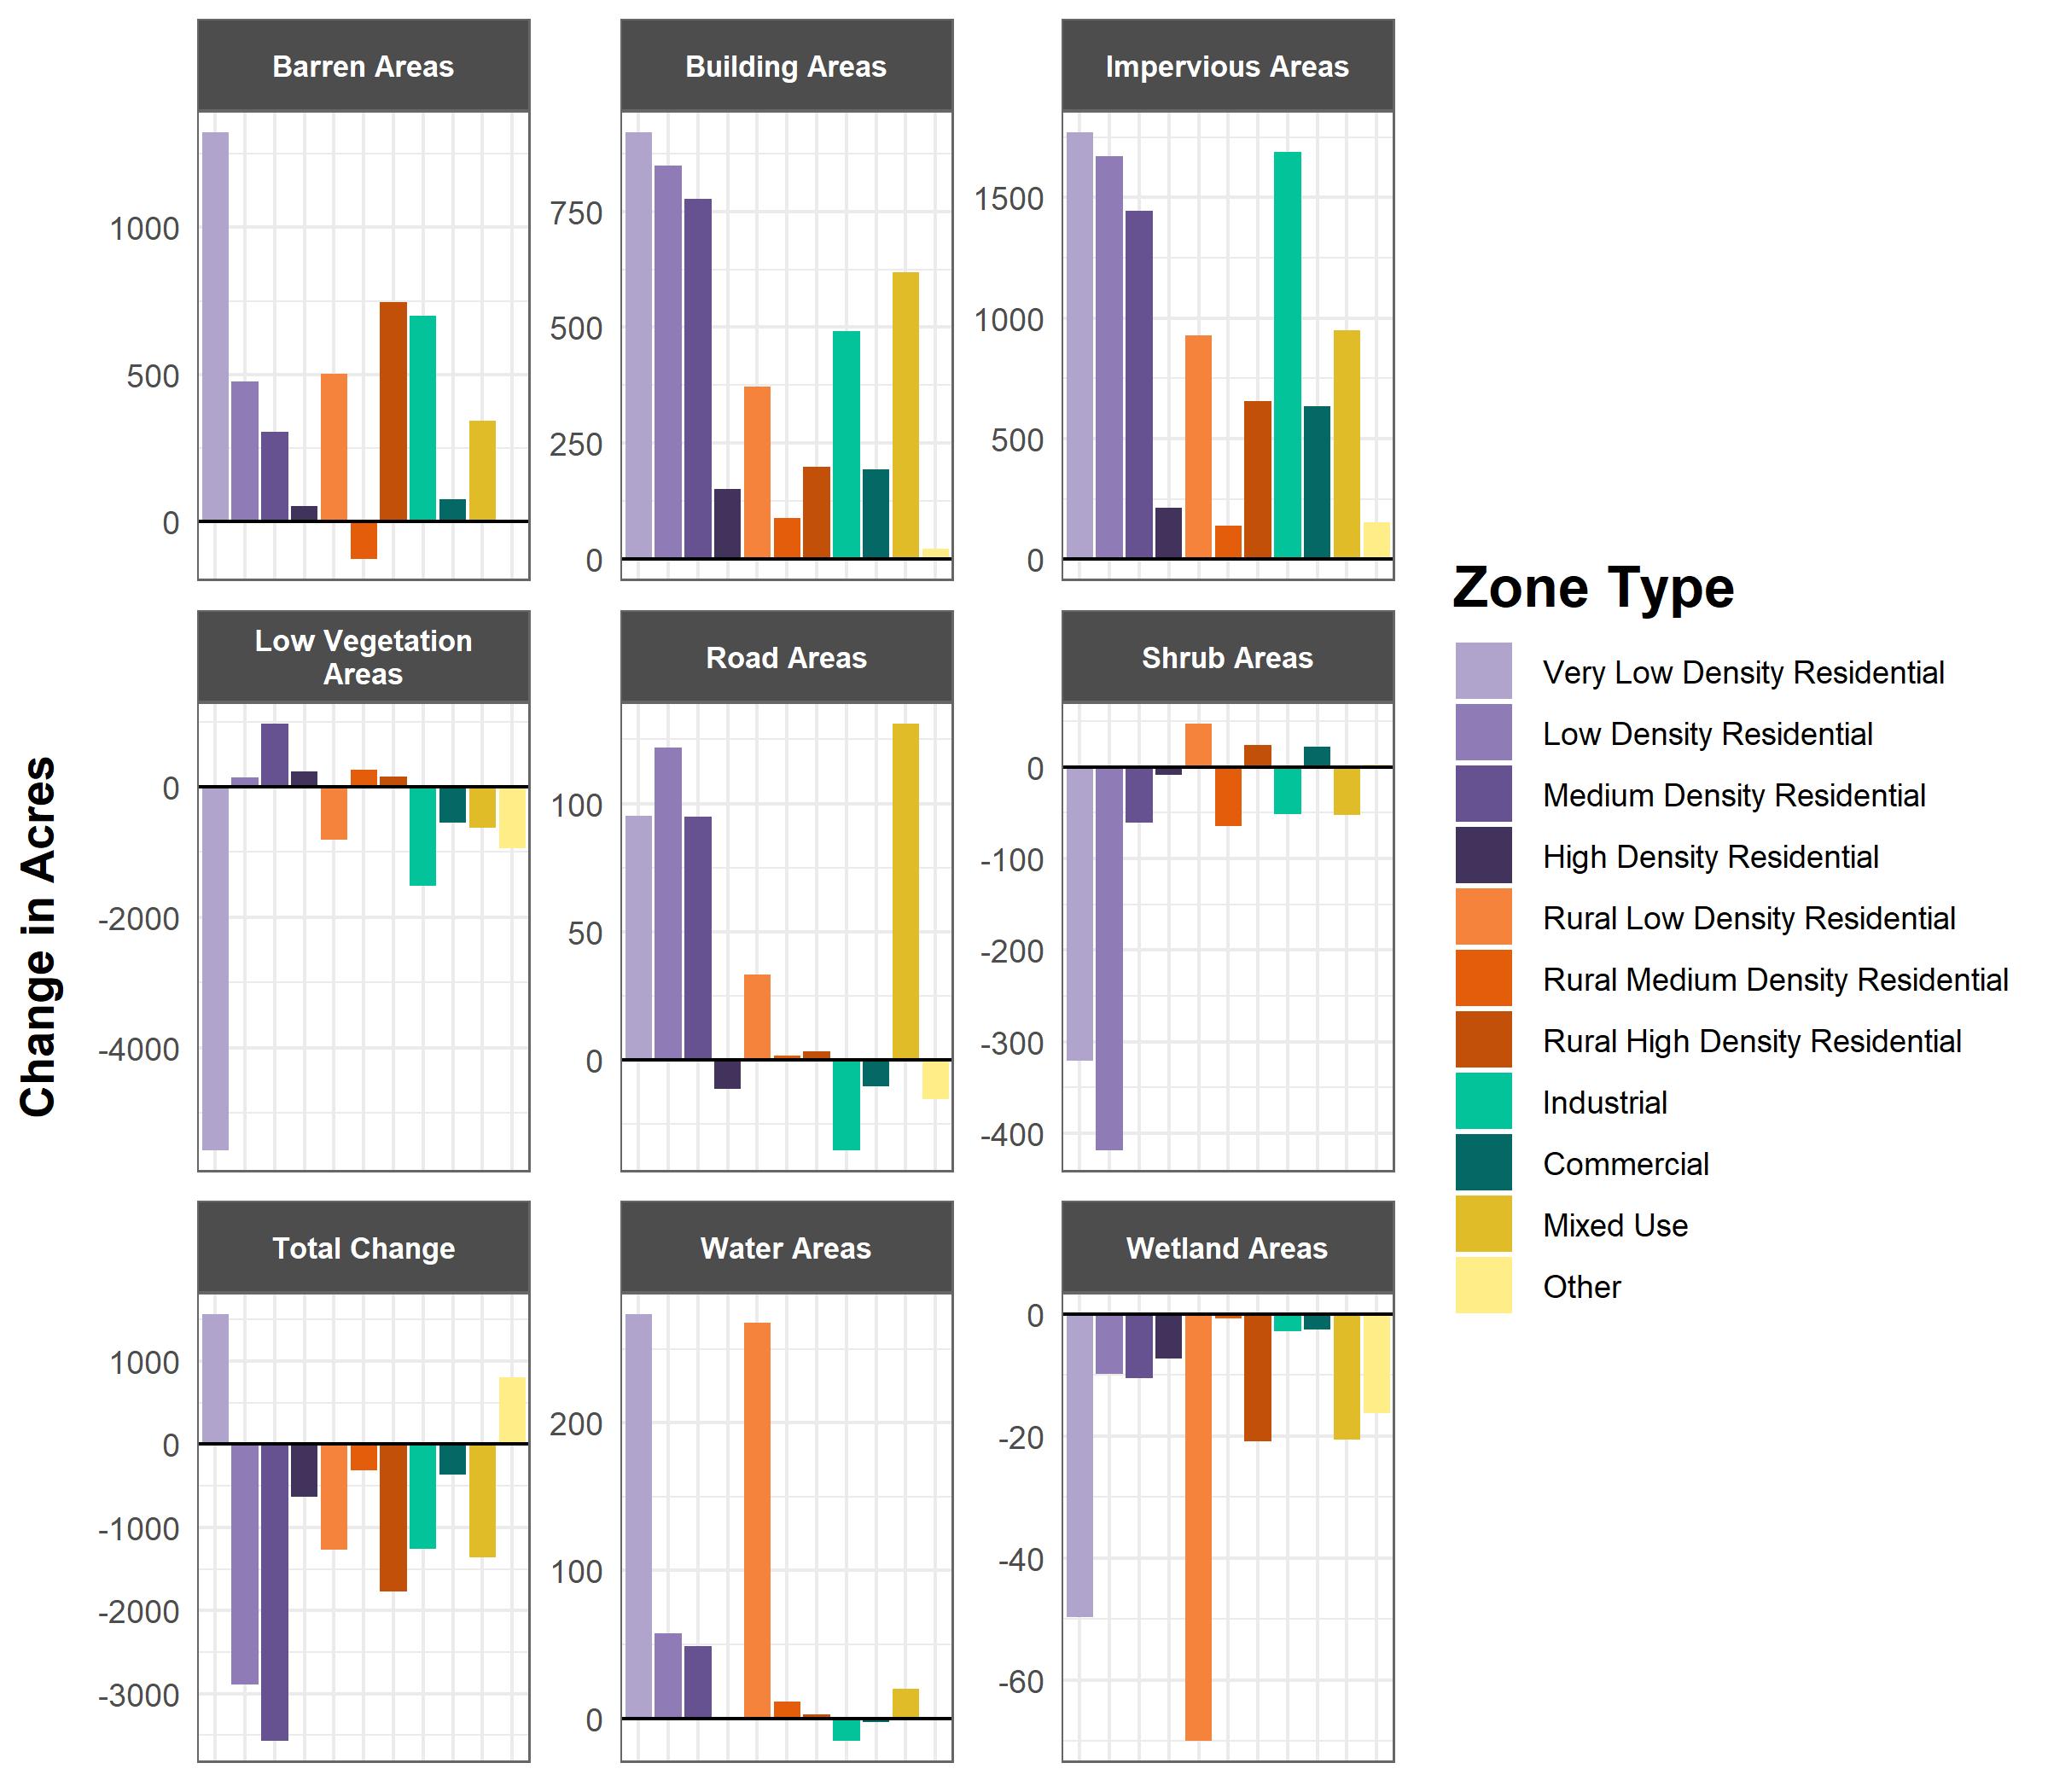 Barren Areas
Building Areas
Impervious Areas
1000
500
0
750
500
250
0
1500
1000
500
0
Low Vegetation
Areas
Road Areas
Shrub Areas
0
-2000
-4000
100
50
0
0
-100
-200
-300
-400
Total Change
Water Areas
Wetland Areas
1000
0
-1000
-2000
-3000
200
100
0
0
-20
-40
-60
Change in Acres
Zone Type
Very Low Density Residential
Low Density Residential
Medium Density Residential
High Density Residential
Rural Low Density Residential
Rural Medium Density Residential
Rural High Density Residential
Industrial
Commercial
Mixed Use
Other